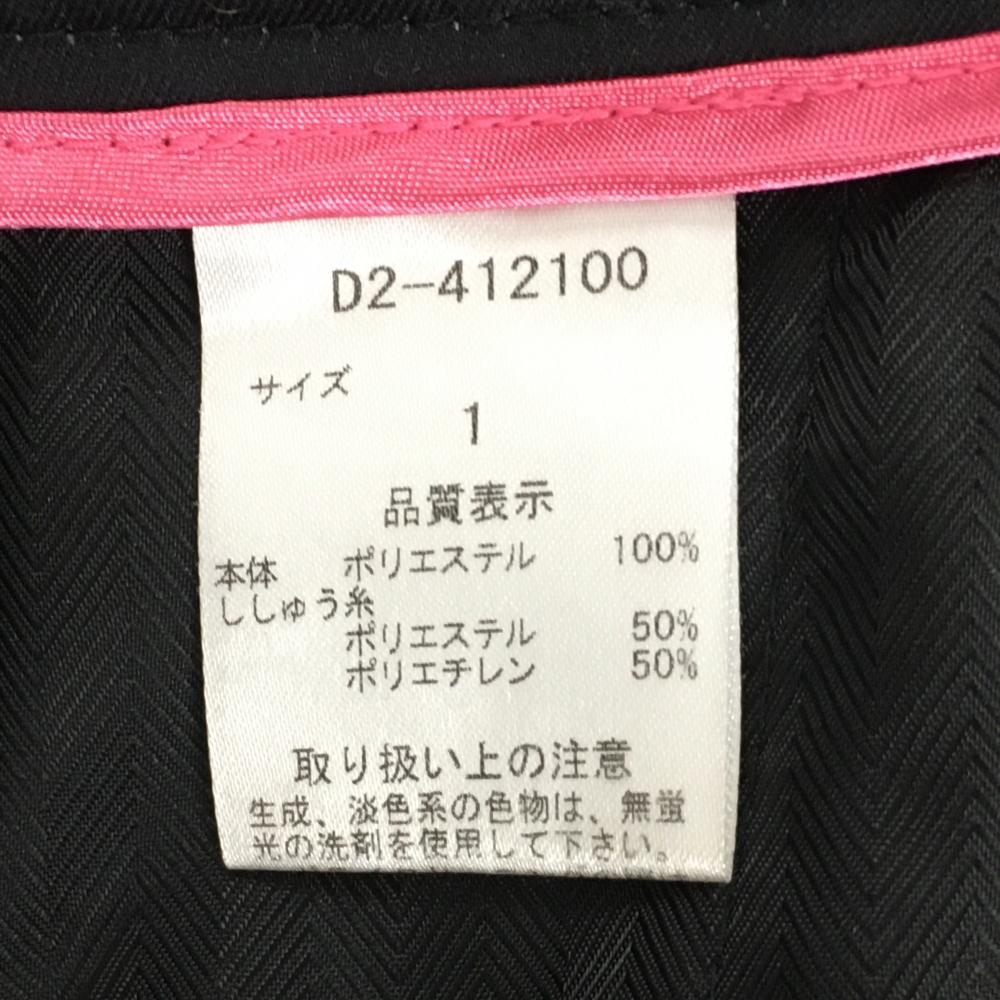 D2-412100
サイズ
1
品質表示
本体 ポリエステル 100%
ししゅう糸
ポリエステル 50%
ポリエチレン 50%
取り扱い上の注意
生成、淡色系の色物は、無蛍
光の洗剤を使用して下さい。